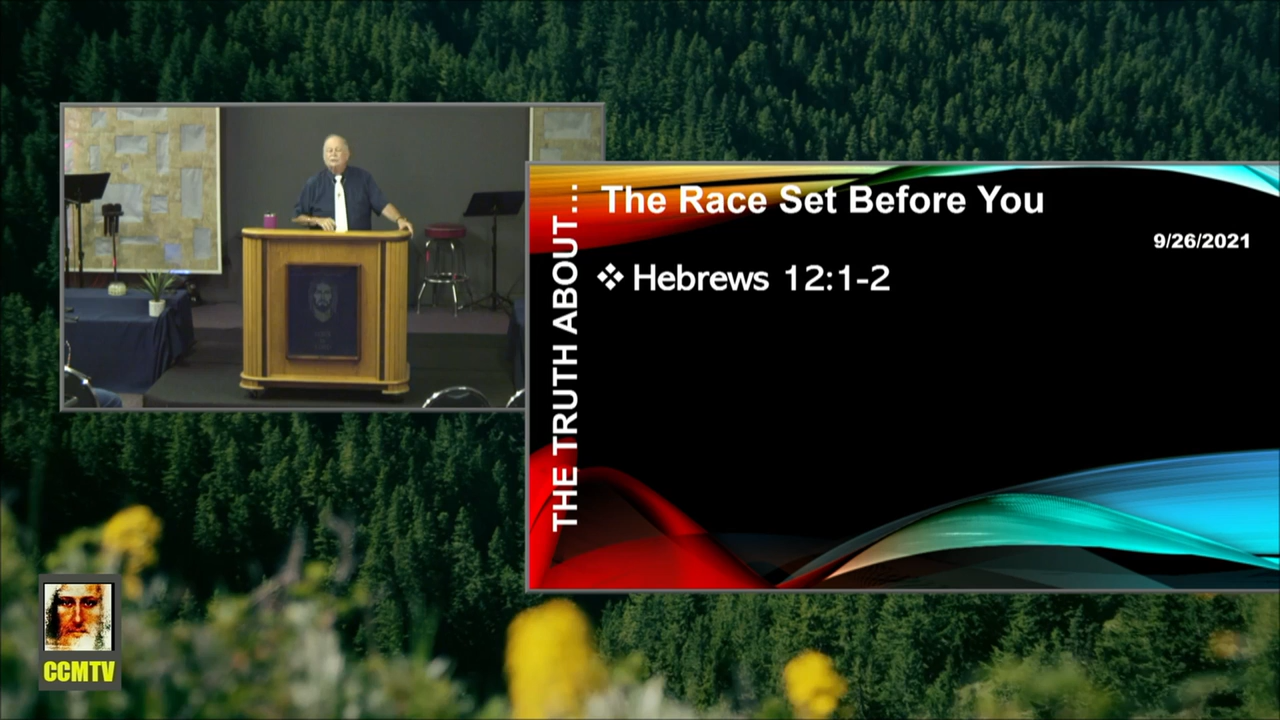 The Race Set Before You
9/26/2021
❖ Hebrews 12:1-2
THE TRUTH ABOUT...
CCMTV